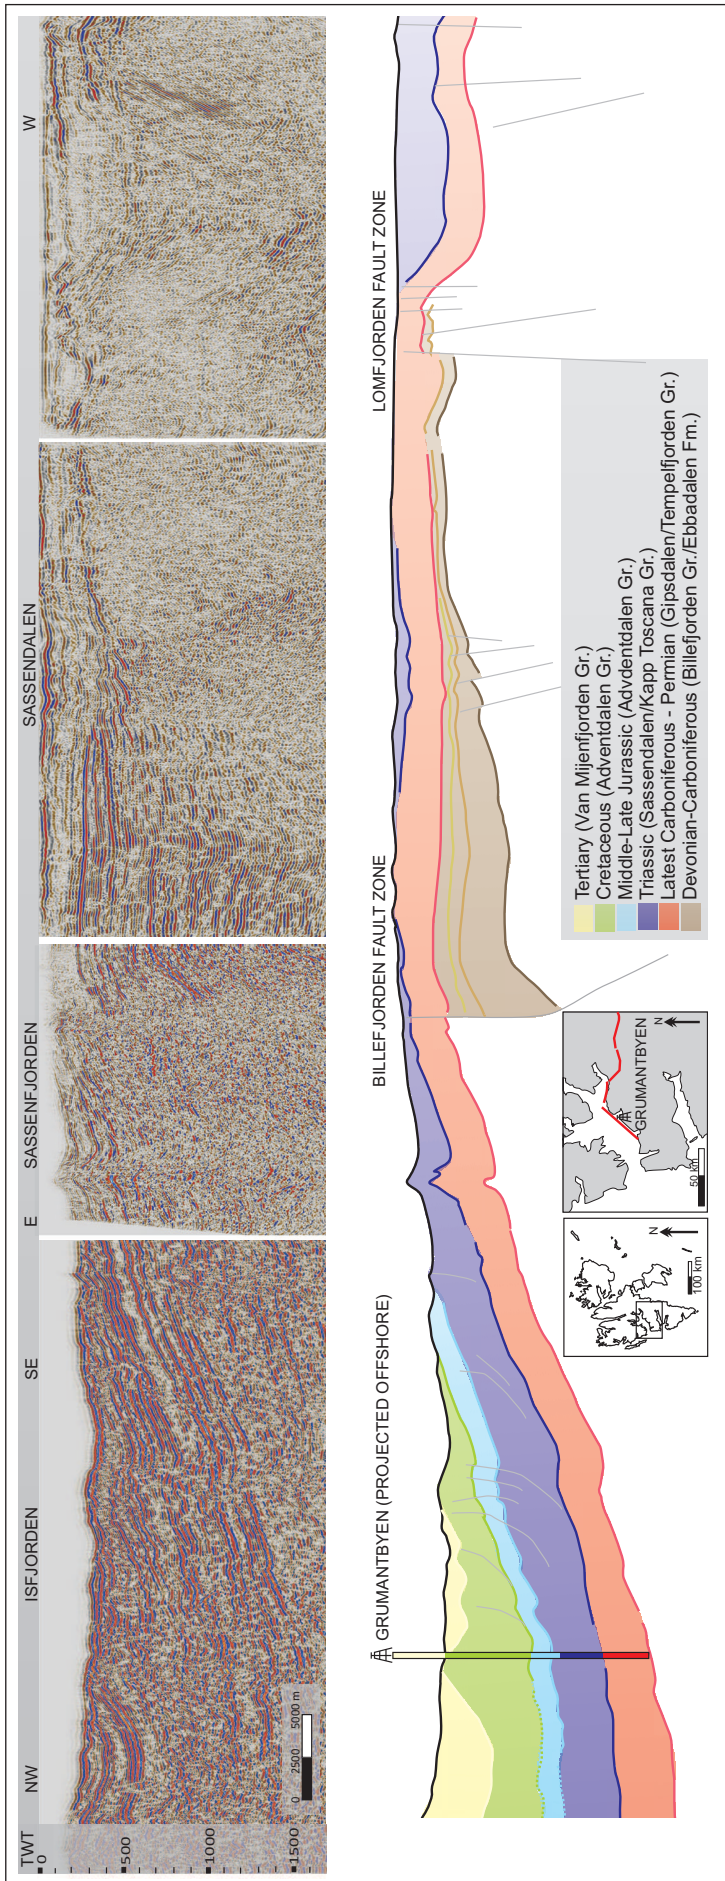 TWT
NW
ISFJORDEN
SE
E
SASSENFJORDEN
SASSENDALEN
W
0
500
1000
1500
0
2500
5000 m
GRUMANTBYEN (PROJECTED OFFSHORE)
BILLEFJORDEN FAULT ZONE
LOMFJORDEN FAULT ZONE
100 km
N
GRUMANTBYEN
50 km
N
Tertiary (Van Mijenfjorden Gr.)
Cretaceous (Adventdalen Gr.)
Middle-Late Jurassic (Advdentdalen Gr.)
Triassic (Sassendalen/Kapp Toscana Gr.)
Latest Carboniferous - Permian (Gipsdalen/Tempelfjorden Gr.)
Devonian-Carboniferous (Billefjorden Gr./Ebbadalen Fm.)